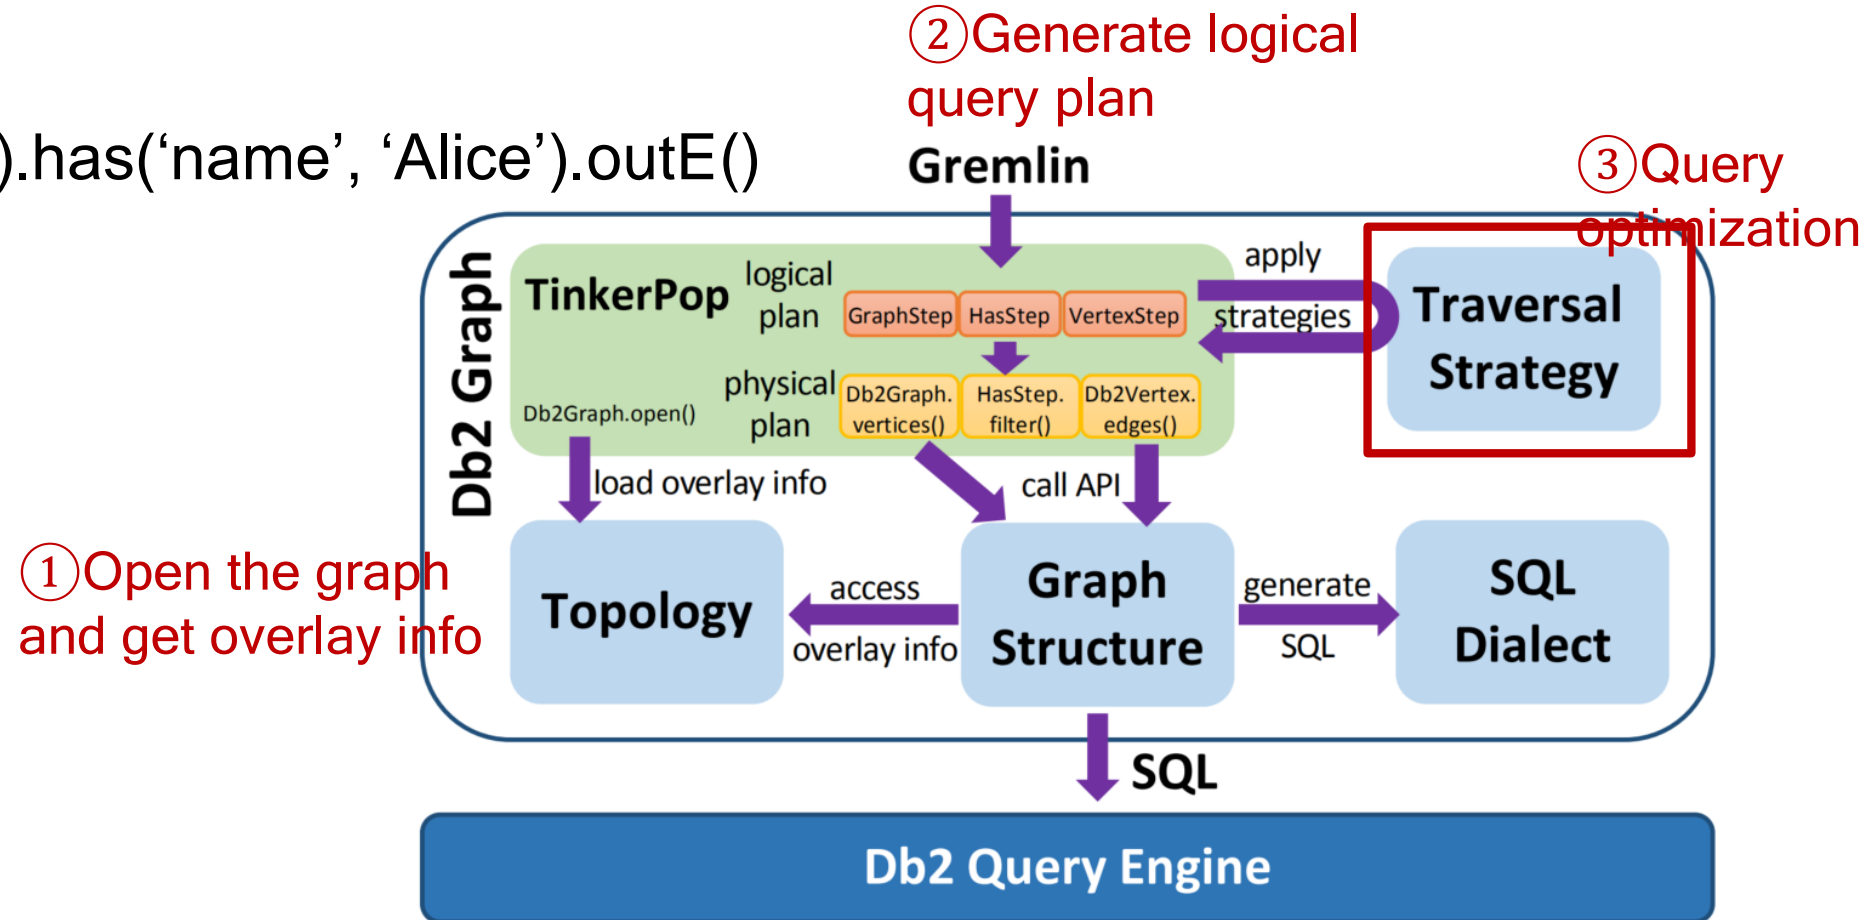 ②Generate logical
query plan
).has(‘name’, ‘Alice’).outE()
Gremlin
③Query
optimization
Db2 Graph
TinkerPop
logical
plan
GraphStep
HasStep
VertexStep
apply
strategies
Traversal
Strategy
Db2Graph.open()
physical
plan
Db2Graph.
vertices()
HasStep.
filter()
Db2Vertex.
edges()
load overlay info
call API
①Open the graph
and get overlay info
Topology
access
overlay info
Graph
Structure
generate
SQL
SQL
Dialect
SQL
Db2 Query Engine